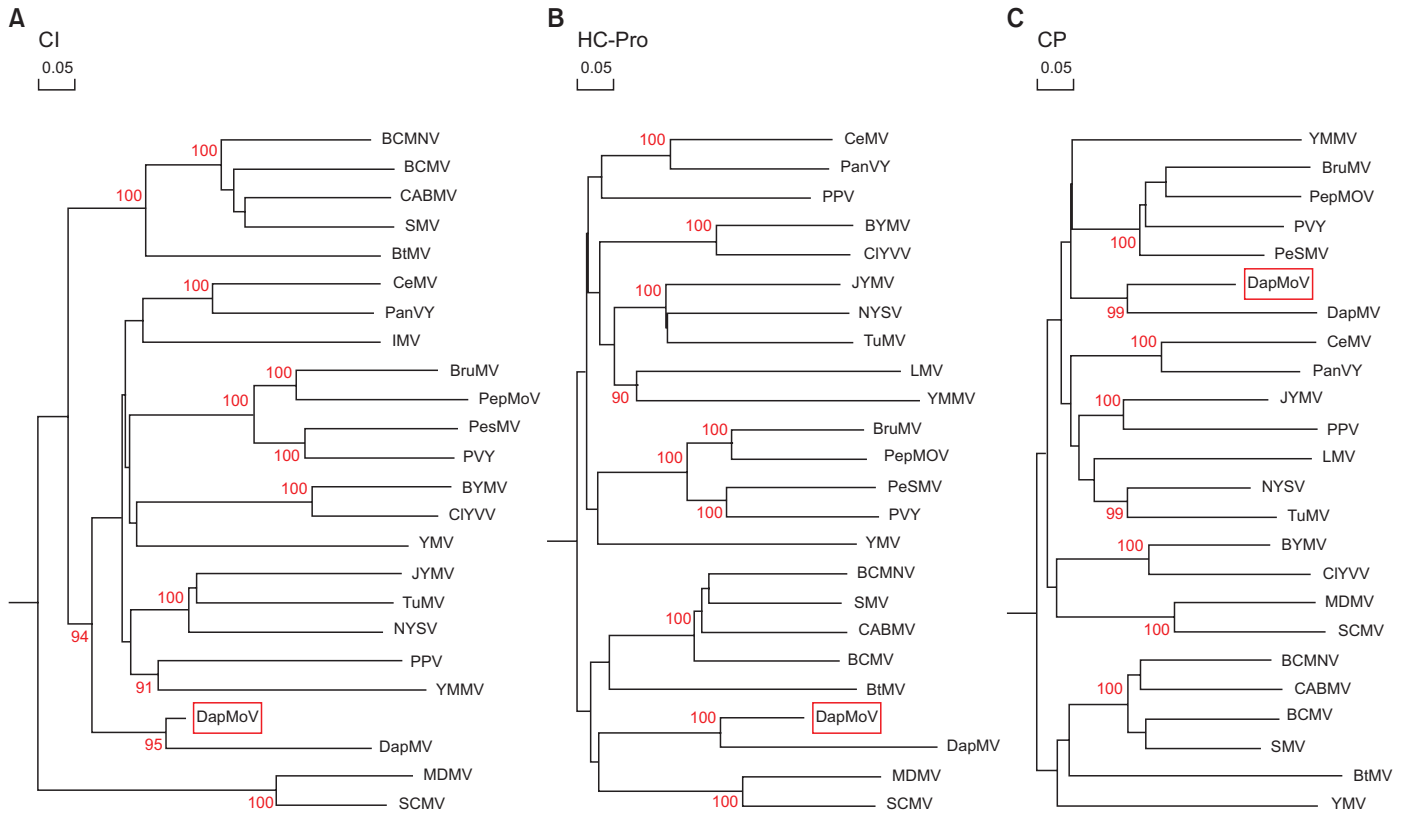 A
CI
0.05
BCMNV
100
BCMV
100
CABMV
SMV
BtMV
CeMV
100
PanVY
IMV
BruMV
100
PepMoV
100
PesMV
100
PVY
BYMV
100
ClYVV
YMV
JYMV
100
TuMV
NYSV
94
PPV
91
YMMV
DapMoV
95
DapMV
MDMV
100
SCMV
B
HC-Pro
0.05
100
CeMV
PanVY
PPV
100
BYMV
ClYVV
JYMV
100
NYSV
TuMV
LMV
90
YMMV
100
BruMV
100
PepMOV
PeSMV
100
PVY
YMV
BCMNV
SMV
100
CABMV
BCMV
BtMV
100
DapMoV
DapMV
MDMV
100
SCMV
C
CP
0.05
YMMV
BruMV
PepMOV
PVY
100
PeSMV
DapMoV
99
DapMV
100
CeMV
PanVY
100
JYMV
PPV
LMV
NYSV
99
TuMV
100
BYMV
ClYVV
MDMV
100
SCMV
BCMNV
100
CABMV
BCMV
SMV
BtMV
YMV